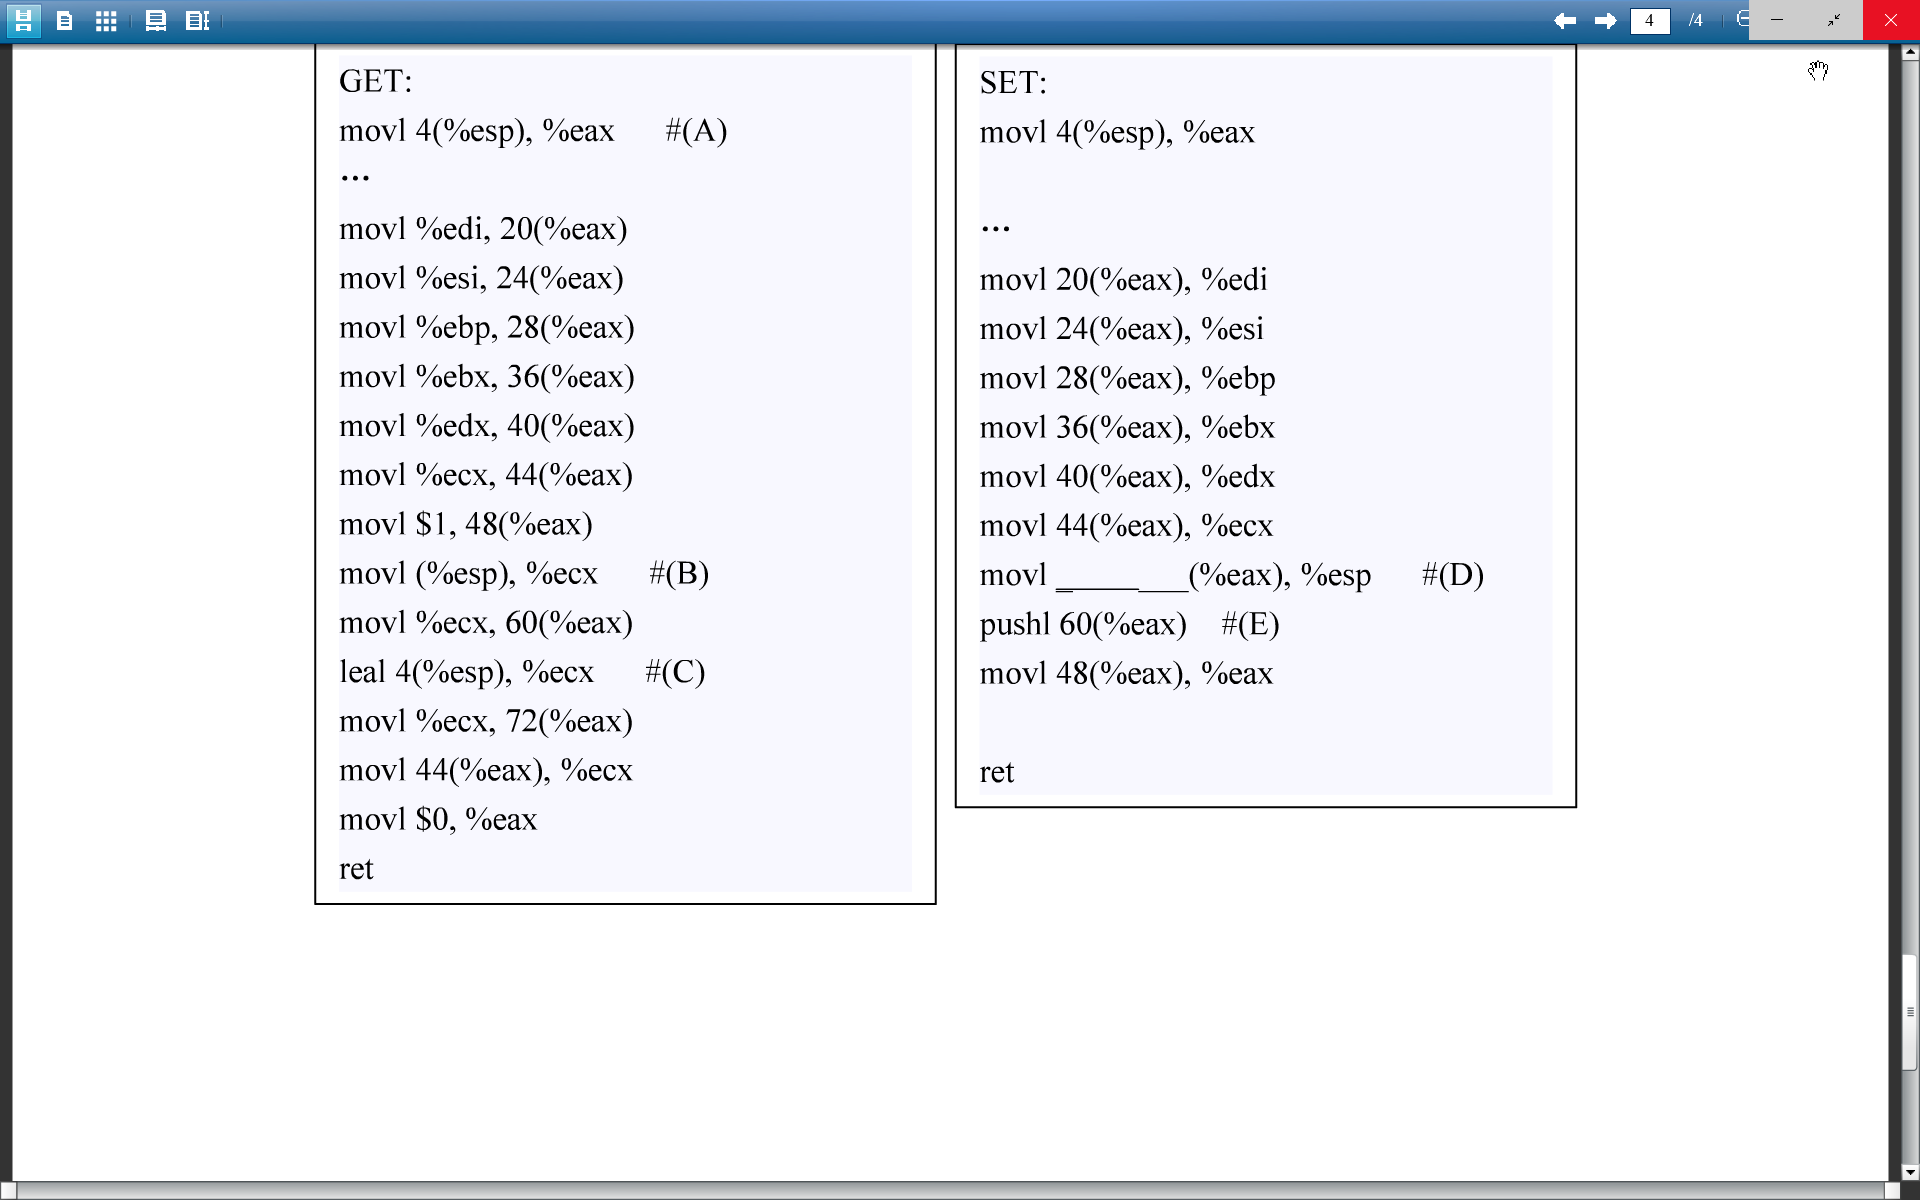 4 /4
GET:
movl 4(%esp), %eax #(A)
...
movl %edi, 20(%eax)
movl %esi, 24(%eax)
movl %ebp, 28(%eax)
movl %ebx, 36(%eax)
movl %edx, 40(%eax)
movl %ecx, 44(%eax)
movl $1, 48(%eax)
movl (%esp), %ecx #(B)
movl %ecx, 60(%eax)
leal 4(%esp), %ecx #(C)
movl %ecx, 72(%eax)
movl 44(%eax), %ecx
movl $0, %eax
ret
SET:
movl 4(%esp), %eax
...
movl 20(%eax), %edi
movl 24(%eax), %esi
movl 28(%eax), %ebp
movl 36(%eax), %ebx
movl 40(%eax), %edx
movl 44(%eax), %ecx
movl ________(%eax), %esp #(D)
pushl 60(%eax) #(E)
movl 48(%eax), %eax
ret